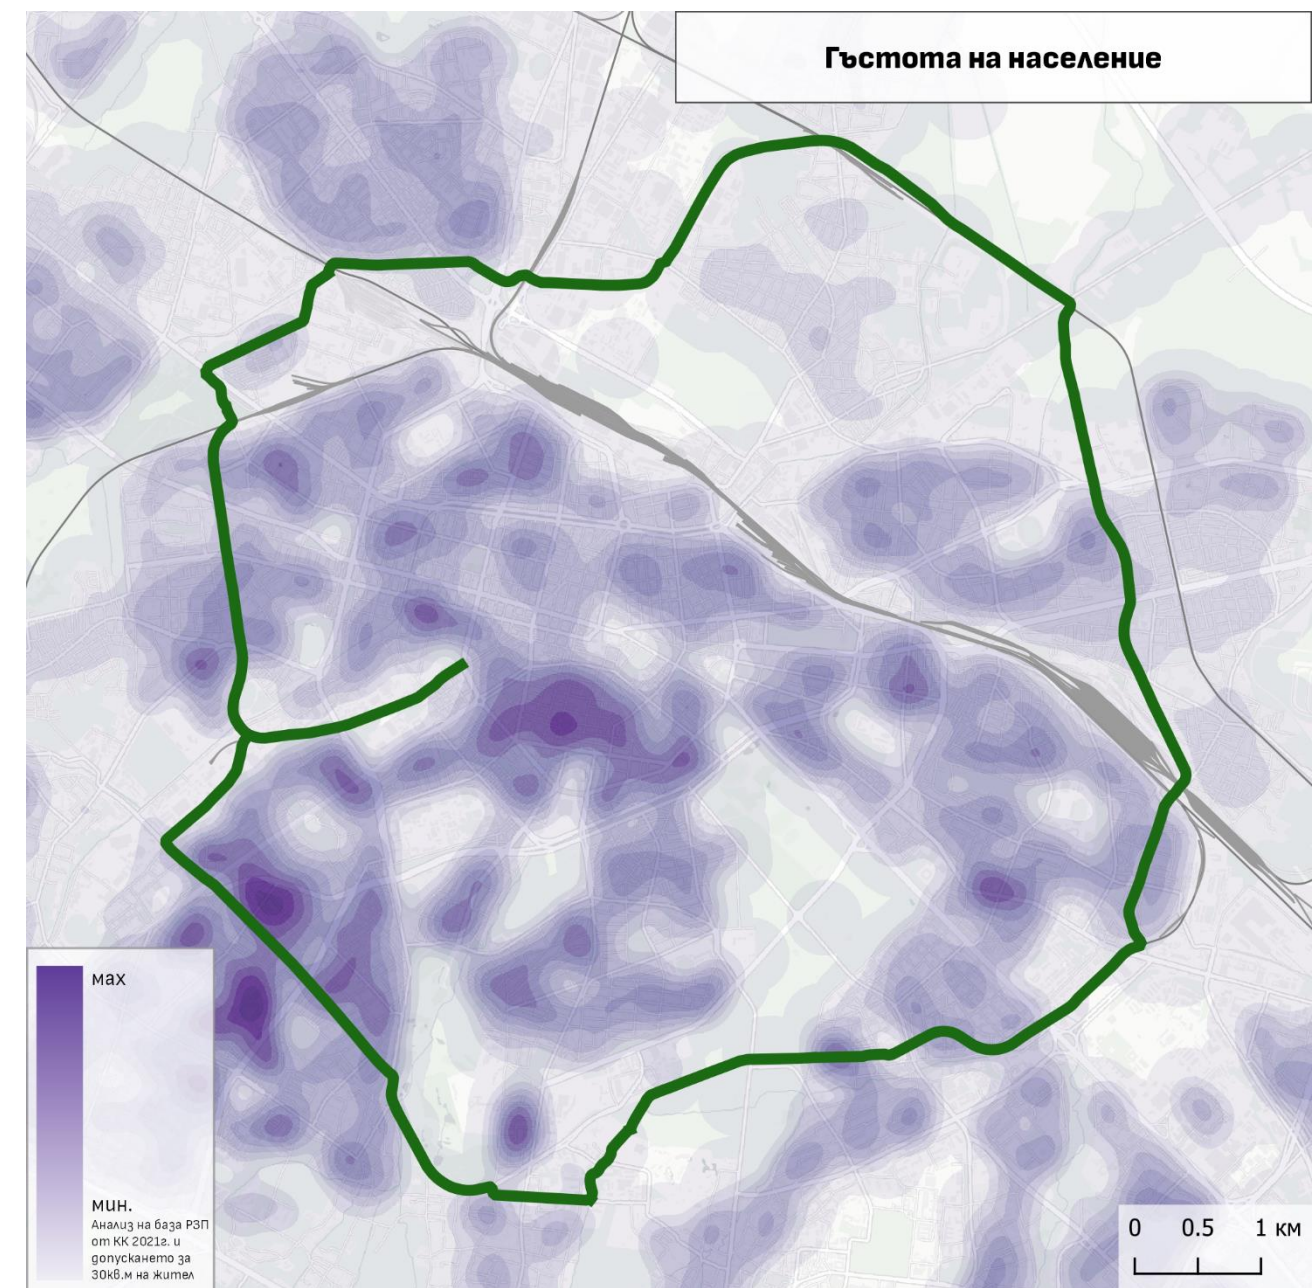 Гъстота на население
мах
мин.
Анализ на база РЗП
от КК 2021г. и
допускането за
30кв.м на жител
0 0.5 1 км